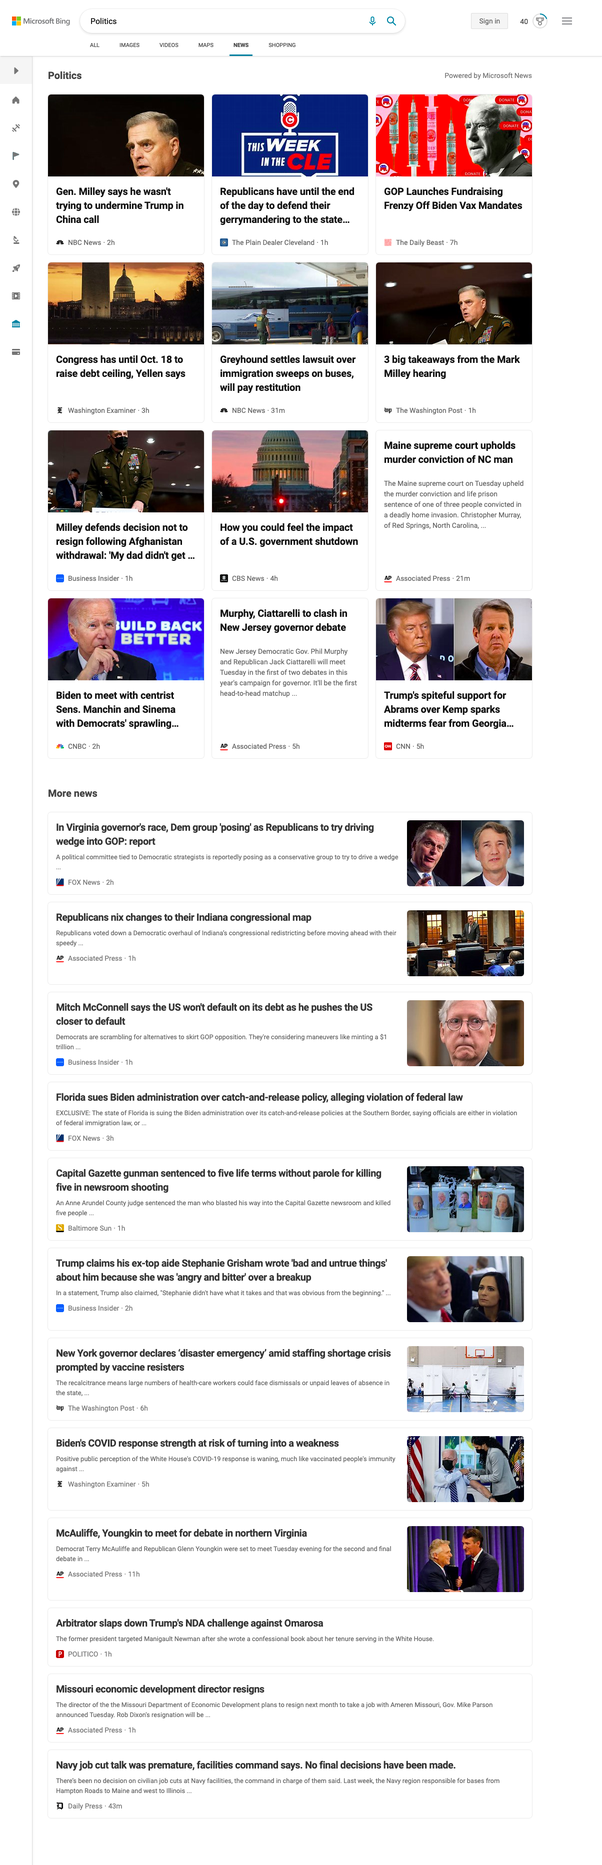 Microsoft Bing
Politics
Sign in
40
ALL IMAGES VIDEOS MAPS NEWS SHOPPING
Politics
Powered by Microsoft News
Gen. Milley says he wasn't
trying to undermine Trump in
China call
NBC News · 2h
THIS WEEK
IN THE CLE
Republicans have until the end
of the day to defend their
gerrymandering to the state...
The Plain Dealer Cleveland · 1h
DONATE
DONATE
DONATE
GOP Launches Fundraising
Frenzy Off Biden Vax Mandates
The Daily Beast · 7h
Congress has until Oct. 18 to
raise debt ceiling, Yellen says
Washington Examiner · 3h
Greyhound settles lawsuit over
immigration sweeps on buses,
will pay restitution
NBC News · 31m
3 big takeaways from the Mark
Milley hearing
wp The Washington Post · 1h
Milley defends decision not to
resign following Afghanistan
withdrawal: 'My dad didn't get ...
Business Insider · 1h
How you could feel the impact
of a U.S. government shutdown
CBS News · 4h
Maine supreme court upholds
murder conviction of NC man
The Maine supreme court on Tuesday upheld
the murder conviction and life prison
sentence of one of three people convicted in
a deadly home invasion. Christopher Murray,
of Red Springs, North Carolina, ...
AP Associated Press · 21m
BUILD BACK
BETTER
Biden to meet with centrist
Sens. Manchin and Sinema
with Democrats' sprawling...
CNBC · 2h
Murphy, Ciattarelli to clash in
New Jersey governor debate
New Jersey Democratic Gov. Phil Murphy
and Republican Jack Ciattarelli will meet
Tuesday in the first of two debates in this
year's campaign for governor. It'll be the first
head-to-head matchup ...
AP Associated Press · 5h
Trump's spiteful support for
Abrams over Kemp sparks
midterms fear from Georgia...
CNN CNN · 5h
More news
In Virginia governor's race, Dem group 'posing' as Republicans to try driving
wedge into GOP: report
A political committee tied to Democratic strategists is reportedly posing as a conservative group to try to drive a wedge
...
FOX News · 2h
Republicans nix changes to their Indiana congressional map
Republicans voted down a Democratic overhaul of Indiana's congressional redistricting before moving ahead with their
speedy ...
AP Associated Press · 1h
Mitch McConnell says the US won't default on its debt as he pushes the US
closer to default
Democrats are scrambling for alternatives to skirt GOP opposition. They're considering maneuvers like minting a $1
trillion ...
Business Insider · 1h
Florida sues Biden administration over catch-and-release policy, alleging violation of federal law
EXCLUSIVE: The state of Florida is suing the Biden administration over its catch-and-release policies at the Southern Border, saying officials are either in violation
of federal immigration law, or ...
FOX News · 3h
Capital Gazette gunman sentenced to five life terms without parole for killing
five in newsroom shooting
An Anne Arundel County judge sentenced the man who blasted his way into the Capital Gazette newsroom and killed
five people ...
Baltimore Sun · 1h
Trump claims his ex-top aide Stephanie Grisham wrote 'bad and untrue things'
about him because she was 'angry and bitter' over a breakup
In a statement, Trump also claimed, "Stephanie didn't have what it takes and that was obvious from the beginning." ...
Business Insider · 2h
New York governor declares 'disaster emergency' amid staffing shortage crisis
prompted by vaccine resisters
The recalcitrance means large numbers of health-care workers could face dismissals or unpaid leaves of absence in
the state, ...
wp The Washington Post · 6h
Biden's COVID response strength at risk of turning into a weakness
Positive public perception of the White House's COVID-19 response is waning, much like vaccinated people's immunity
against ...
Washington Examiner · 5h
McAuliffe, Youngkin to meet for debate in northern Virginia
Democrat Terry McAuliffe and Republican Glenn Youngkin were set to meet Tuesday evening for the second and final
debate in ...
AP Associated Press · 11h
Arbitrator slaps down Trump's NDA challenge against Omarosa
The former president targeted Manigault Newman after she wrote a confessional book about her tenure serving in the White House.
P POLITICO · 1h
Missouri economic development director resigns
The director of the the Missouri Department of Economic Development plans to resign next month to take a job with Ameren Missouri, Gov. Mike Parson
announced Tuesday. Rob Dixon's resignation will be ...
AP Associated Press · 1h
Navy job cut talk was premature, facilities command says. No final decisions have been made.
There's been no decision on civilian job cuts at Navy facilities, the command in charge of them said. Last week, the Navy region responsible for bases from
Hampton Roads to Maine and west to Illinois ...
Daily Press · 43m